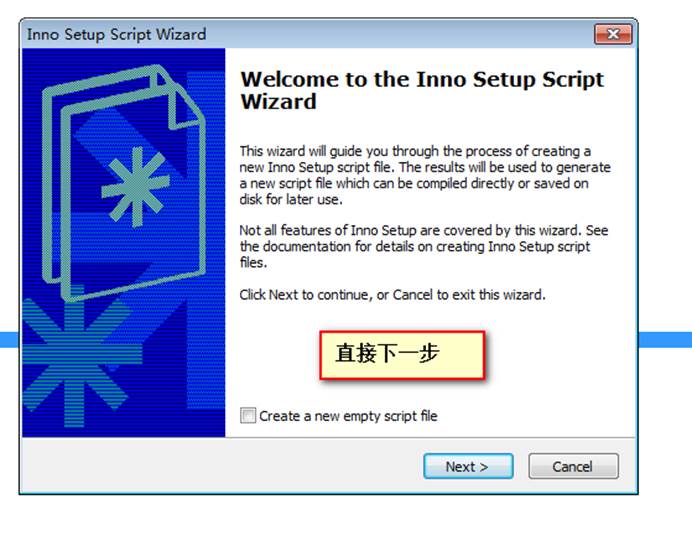 Inno Setup Script Wizard
Welcome to the Inno Setup Script
Wizard
This wizard will guide you through the process of creating a
new Inno Setup script file. The results will be used to generate
a new script file which can be compiled directly or saved on
disk for later use.
Not all features of Inno Setup are covered by this wizard. See
the documentation for details on creating Inno Setup script
files.
Click Next to continue, or Cancel to exit this wizard.
直接下一步
Create a new empty script file
Next >
Cancel